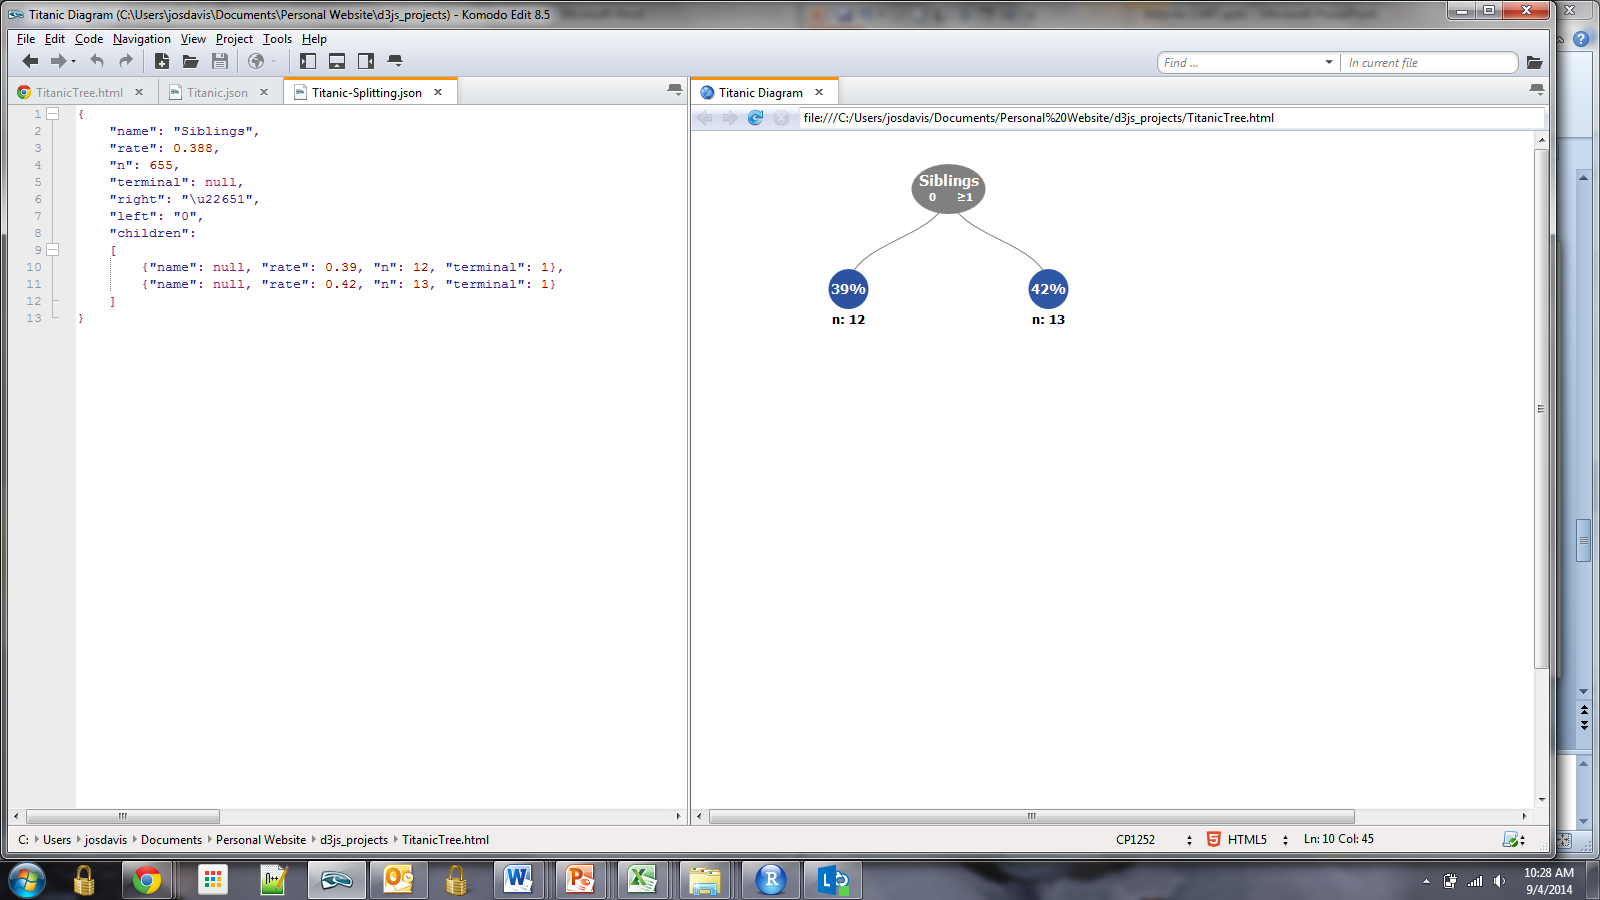 Titanic Diagram (C:\Users\josdavis\Documents\Personal Website\d3js_projects) - Komodo Edit 8.5
File Edit Code Navigation View Project Tools Help
Find ... In current file
TitanicTree.html Titanic.json Titanic-Splitting.json
Titanic Diagram
file:///C:/Users/josdavis/Documents/Personal%20Website/d3js_projects/TitanicTree.html
1 {
2 "name": "Siblings",
3 "rate": 0.388,
4 "n": 655,
5 "terminal": null,
6 "right": "\u22651",
7 "left": "0",
8 "children":
9 [
10 {"name": null, "rate": 0.39, "n": 12, "terminal": 1},
11 {"name": null, "rate": 0.42, "n": 13, "terminal": 1}
12 ]
13 }
Siblings
0 ≥1
39% 42%
n: 12 n: 13
C: Users josdavis Documents Personal Website d3js_projects TitanicTree.html
CP1252 HTML5 Ln: 10 Col: 45
10:28 AM
9/4/2014